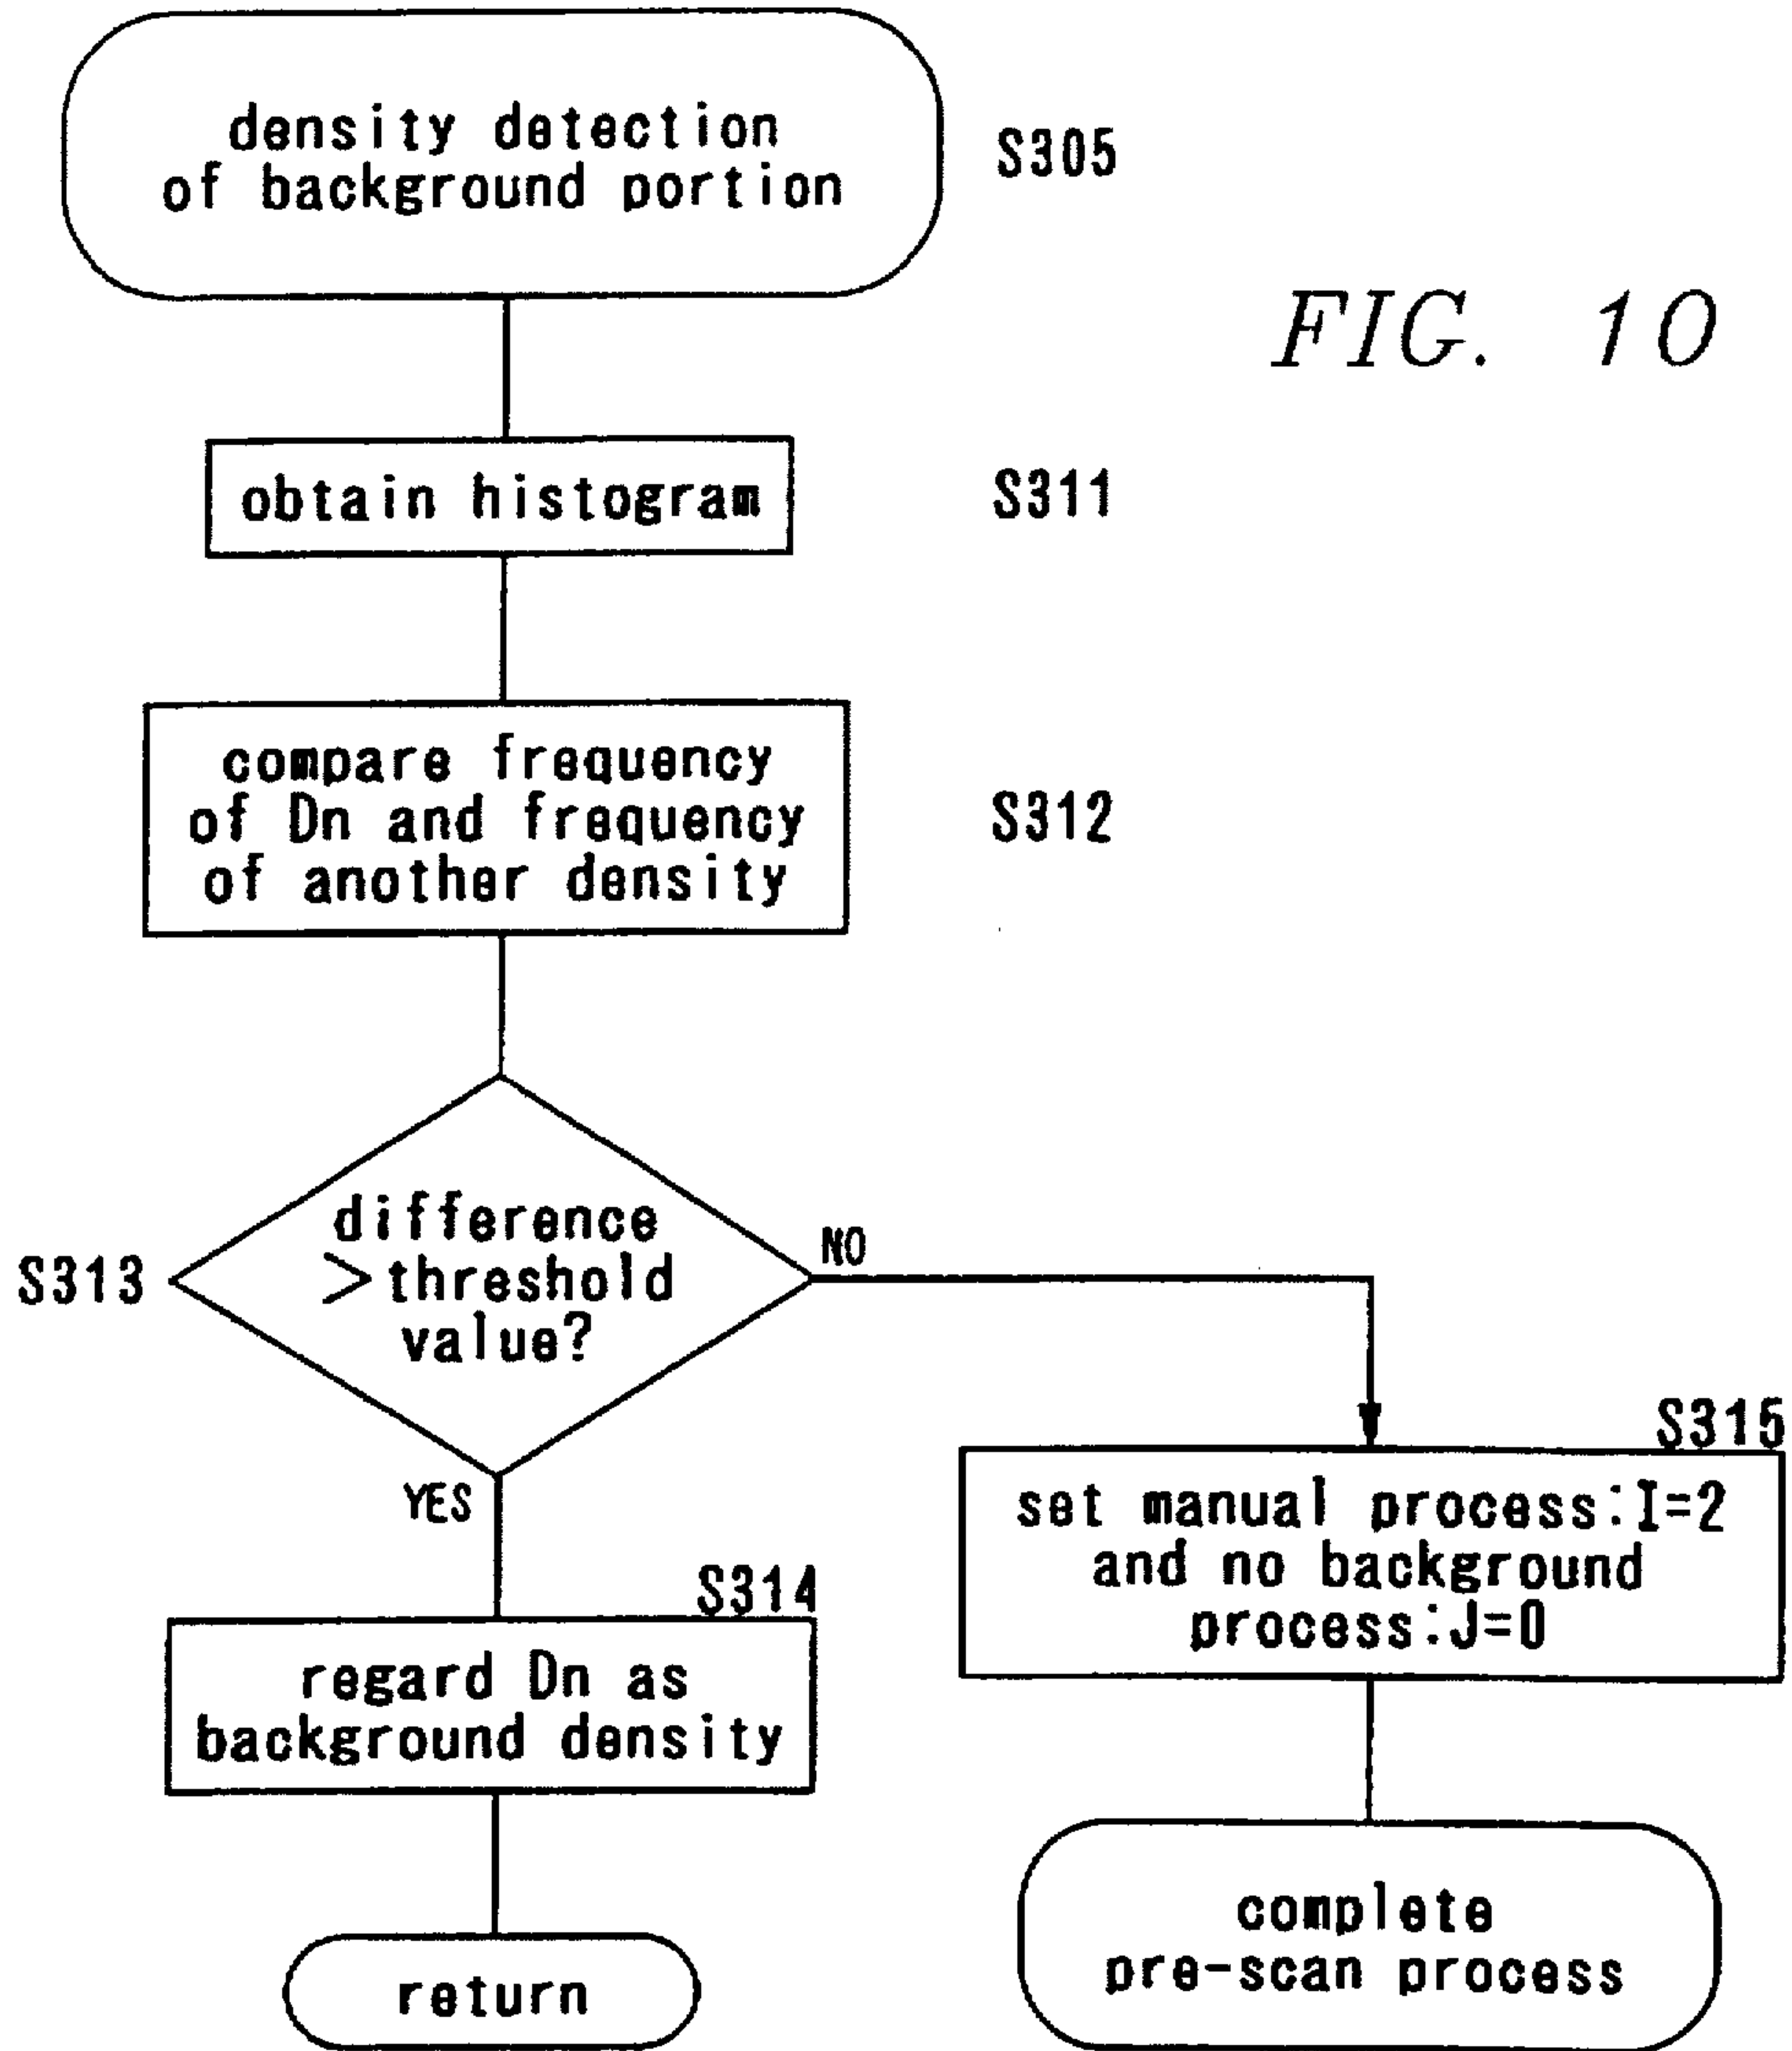 density detection
of background portion
S305
FIG. 10
obtain histogram
S311
compare frequency
of Dn and frequency
of another density
S312
difference
>threshold
value?
S313
NO
YES
S314
regard Dn as
background density
return
S315
set manual process:I=2
and no background
process:J=0
complete
pre-scan process